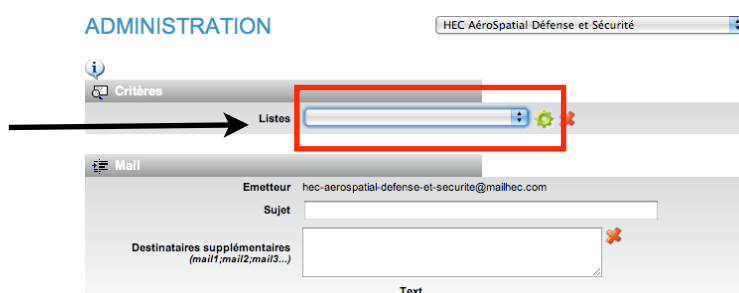 ADMINISTRATION
HEC AéroSpatial Défense et Sécurité
Critères
Listes
Mail
Emetteur hec-aerospatial-defense-et-securite@mailhec.com
Sujet
Destinataires supplémentaires
(mail1;mail2;mail3...)
Text